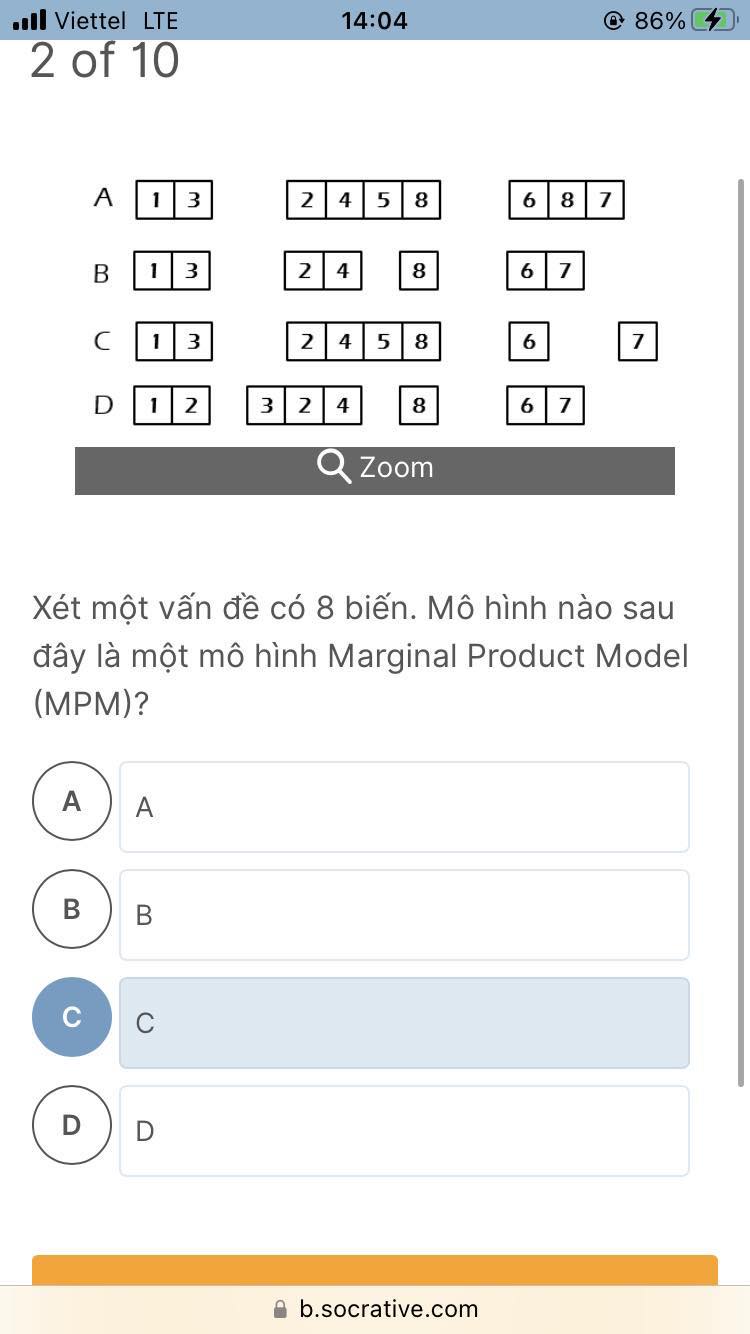 Viettel LTE 14:04 86%
2 of 10
A 1 3 2 4 5 8 6 8 7
B 1 3 2 4 8 6 7
C 1 3 2 4 5 8 6 7
D 1 2 3 2 4 8 6 7
Zoom
Xét một vấn đề có 8 biến. Mô hình nào sau
đây là một mô hình Marginal Product Model
(MPM)?
A A
B B
C C
D D
b.socrative.com